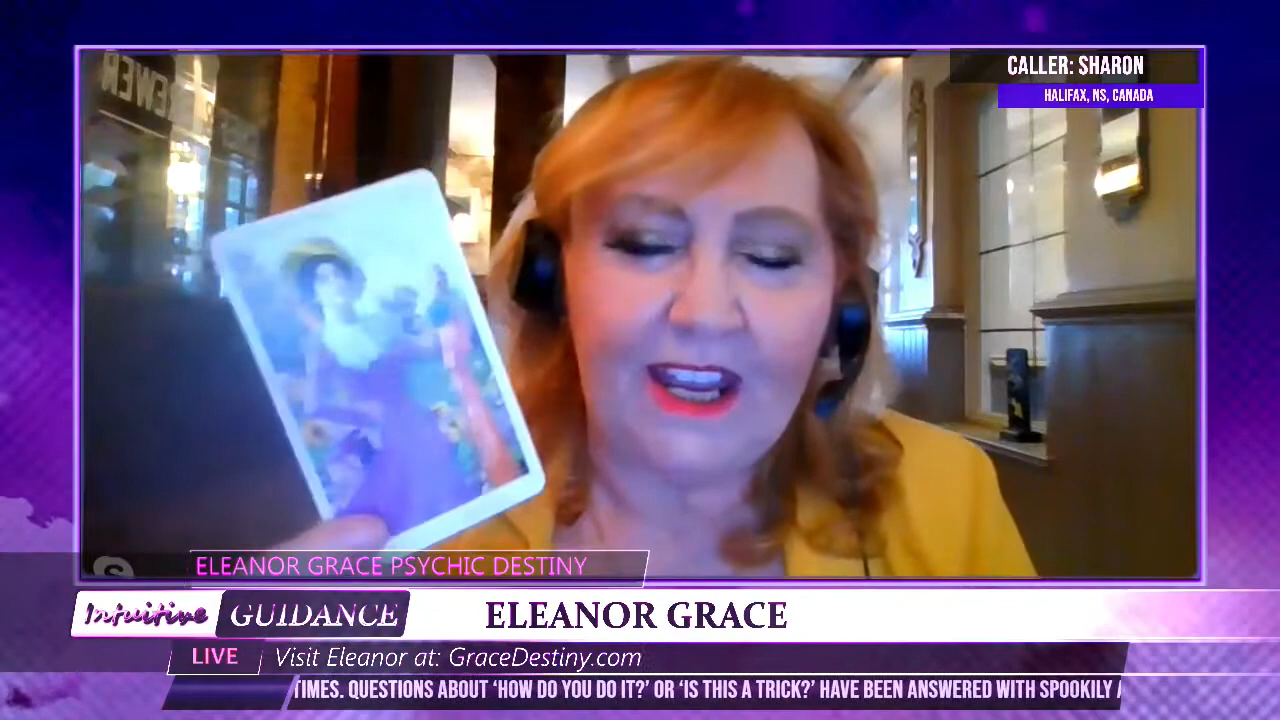 CALLER: SHARON
HALIFAX, NS, CANADA
ELEANOR GRACE PSYCHIC DESTINY
Intuitive GUIDANCE
ELEANOR GRACE
LIVE
Visit Eleanor at: GraceDestiny.com
TIMES. QUESTIONS ABOUT ‘HOW DO YOU DO IT?’ OR ‘IS THIS A TRICK?’ HAVE BEEN ANSWERED WITH SPOOKILY